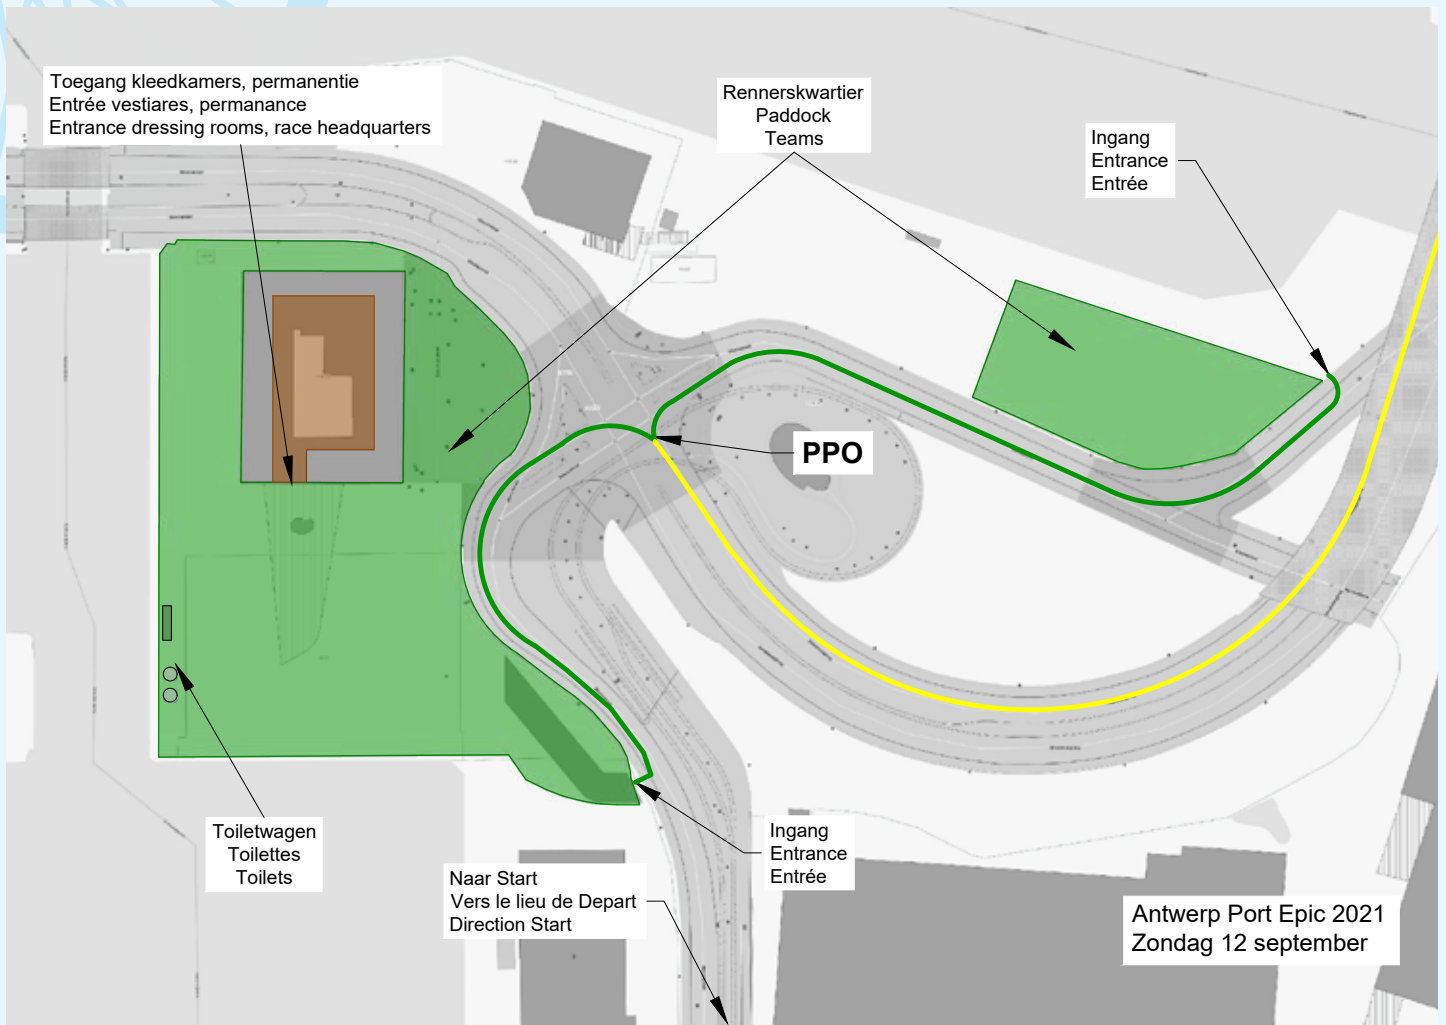 Toegang kleedkamers, permanentie
Entrée vestiares, permanance
Entrance dressing rooms, race headquarters
Rennerskwartier
Paddock
Teams
Ingang
Entrance
Entrée
PPO
Toiletwagen
Toilettes
Toilets
Ingang
Entrance
Entrée
Naar Start
Vers le lieu de Depart
Direction Start
Antwerp Port Epic 2021
Zondag 12 september